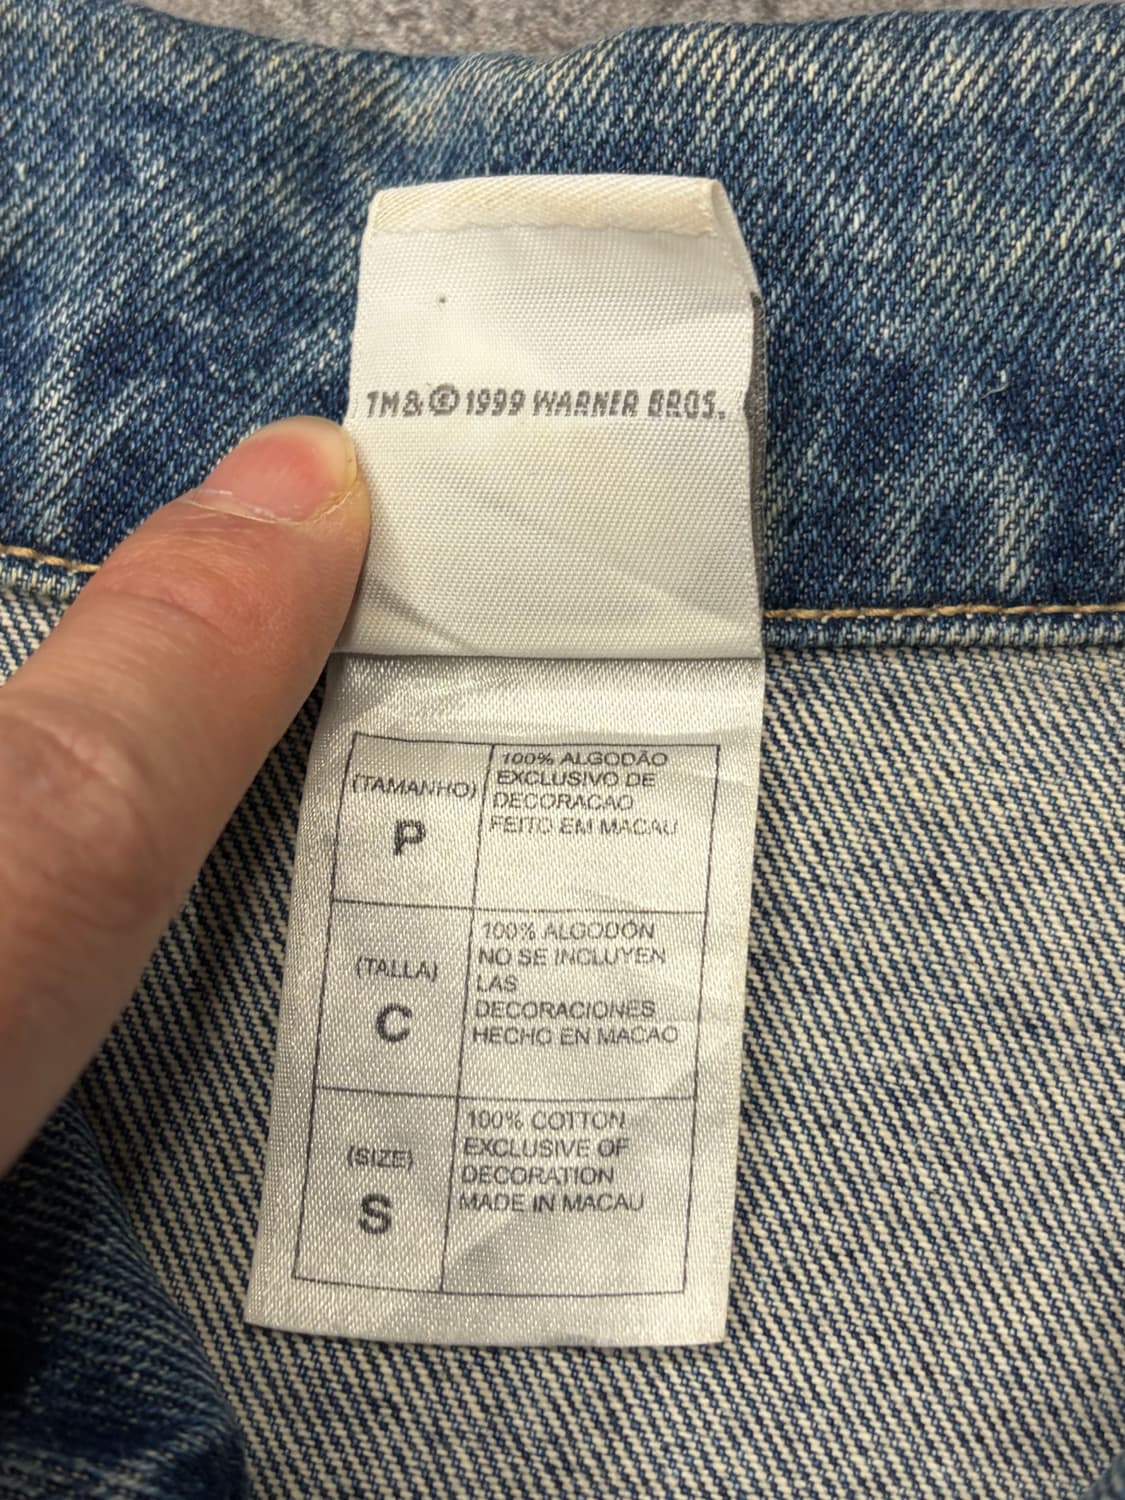 TM & © 1999 WARNER BROS.
(TAMANHO)
P
100% ALGODÃO
EXCLUSIVO DE
DECORACAO
FEITO EM MACAU
(TALLA)
C
100% ALGODÓN
NO SE INCLUYEN
LAS
DECORACIONES
HECHO EN MACAO
(SIZE)
S
100% COTTON
EXCLUSIVE OF
DECORATION
MADE IN MACAU